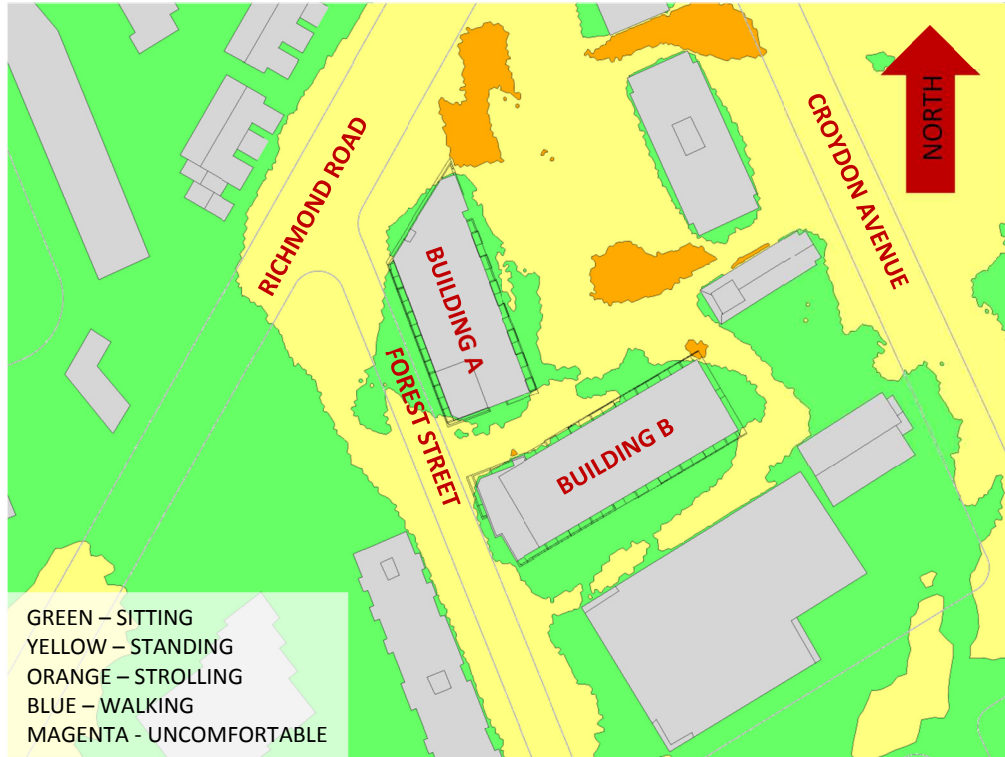 NORTH
RICHMOND ROAD
CROYDON AVENUE
BUILDING A
FOREST STREET
BUILDING B
GREEN – SITTING
YELLOW – STANDING
ORANGE – STROLLING
BLUE – WALKING
MAGENTA - UNCOMFORTABLE